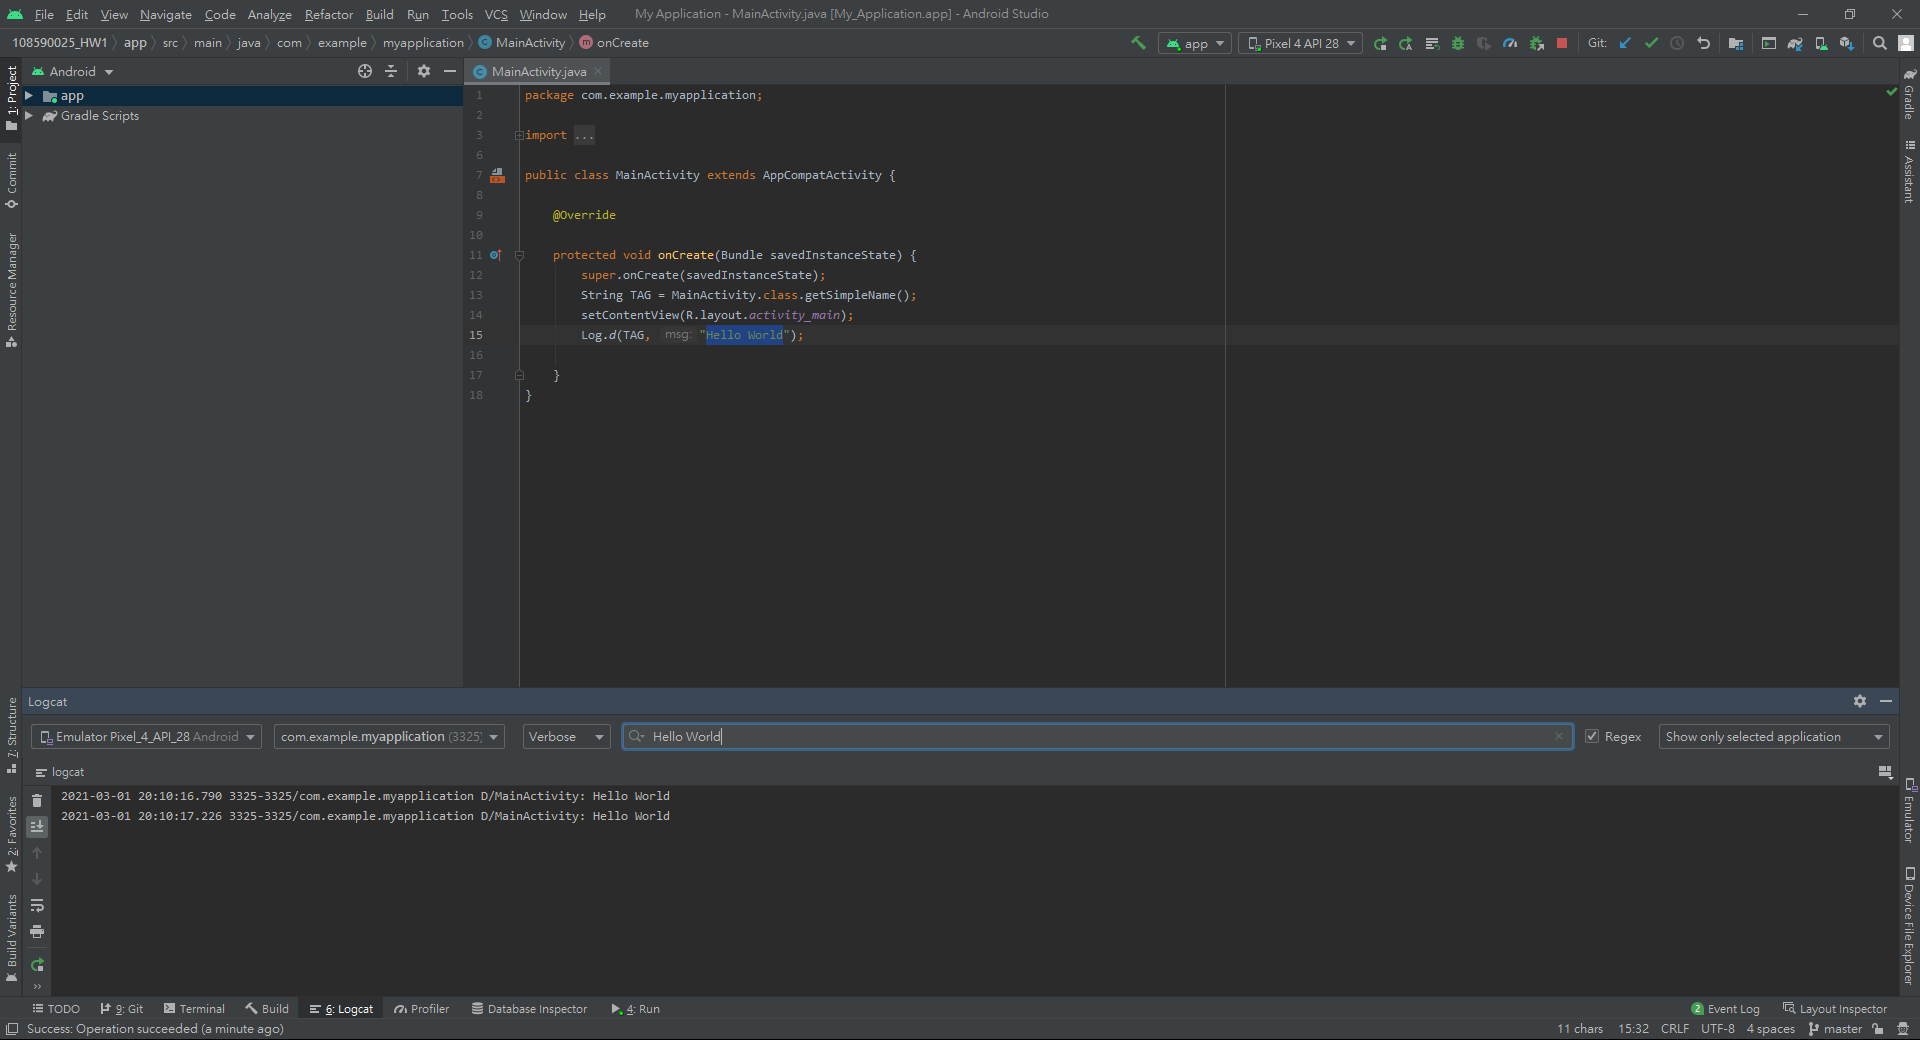 File Edit View Navigate Code Analyze Refactor Build Run Tools VCS Window Help My Application - MainActivity.java [My_Application.app] - Android Studio
108590025_HW1 app src main java com example myapplication MainActivity onCreate app Pixel 4 API 28 Git:
1: Project
Commit
Resource Manager
7: Structure
2: Favorites
Build Variants
Android
app
Gradle Scripts
MainActivity.java
1 package com.example.myapplication;
2
3 import ...
6
7 public class MainActivity extends AppCompatActivity {
8
9 @Override
10
11 protected void onCreate(Bundle savedInstanceState) {
12 super.onCreate(savedInstanceState);
13 String TAG = MainActivity.class.getSimpleName();
14 setContentView(R.layout.activity_main);
15 Log.d(TAG, msg: "Hello World");
16
17 }
18 }
Gradle
Assistant
Emulator
Device File Explorer
Logcat
Emulator Pixel_4_API_28 Android com.example.myapplication (3325) Verbose Hello World Regex Show only selected application
logcat
2021-03-01 20:10:16.790 3325-3325/com.example.myapplication D/MainActivity: Hello World
2021-03-01 20:10:17.226 3325-3325/com.example.myapplication D/MainActivity: Hello World
TODO 9: Git Terminal Build 6: Logcat Profiler Database Inspector 4: Run 2 Event Log Layout Inspector
Success: Operation succeeded (a minute ago) 11 chars 15:32 CRLF UTF-8 4 spaces master